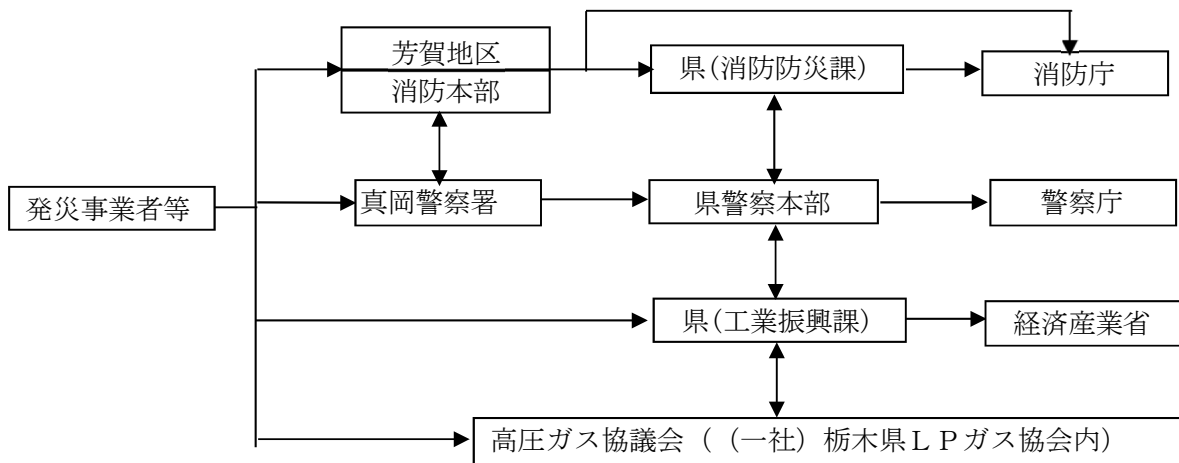 芳賀地区
消防本部
県(消防防災課)
消防庁
発災事業者等
真岡警察署
県警察本部
警察庁
県(工業振興課)
経済産業省
高圧ガス協議会（（一社）栃木県ＬＰガス協会内）